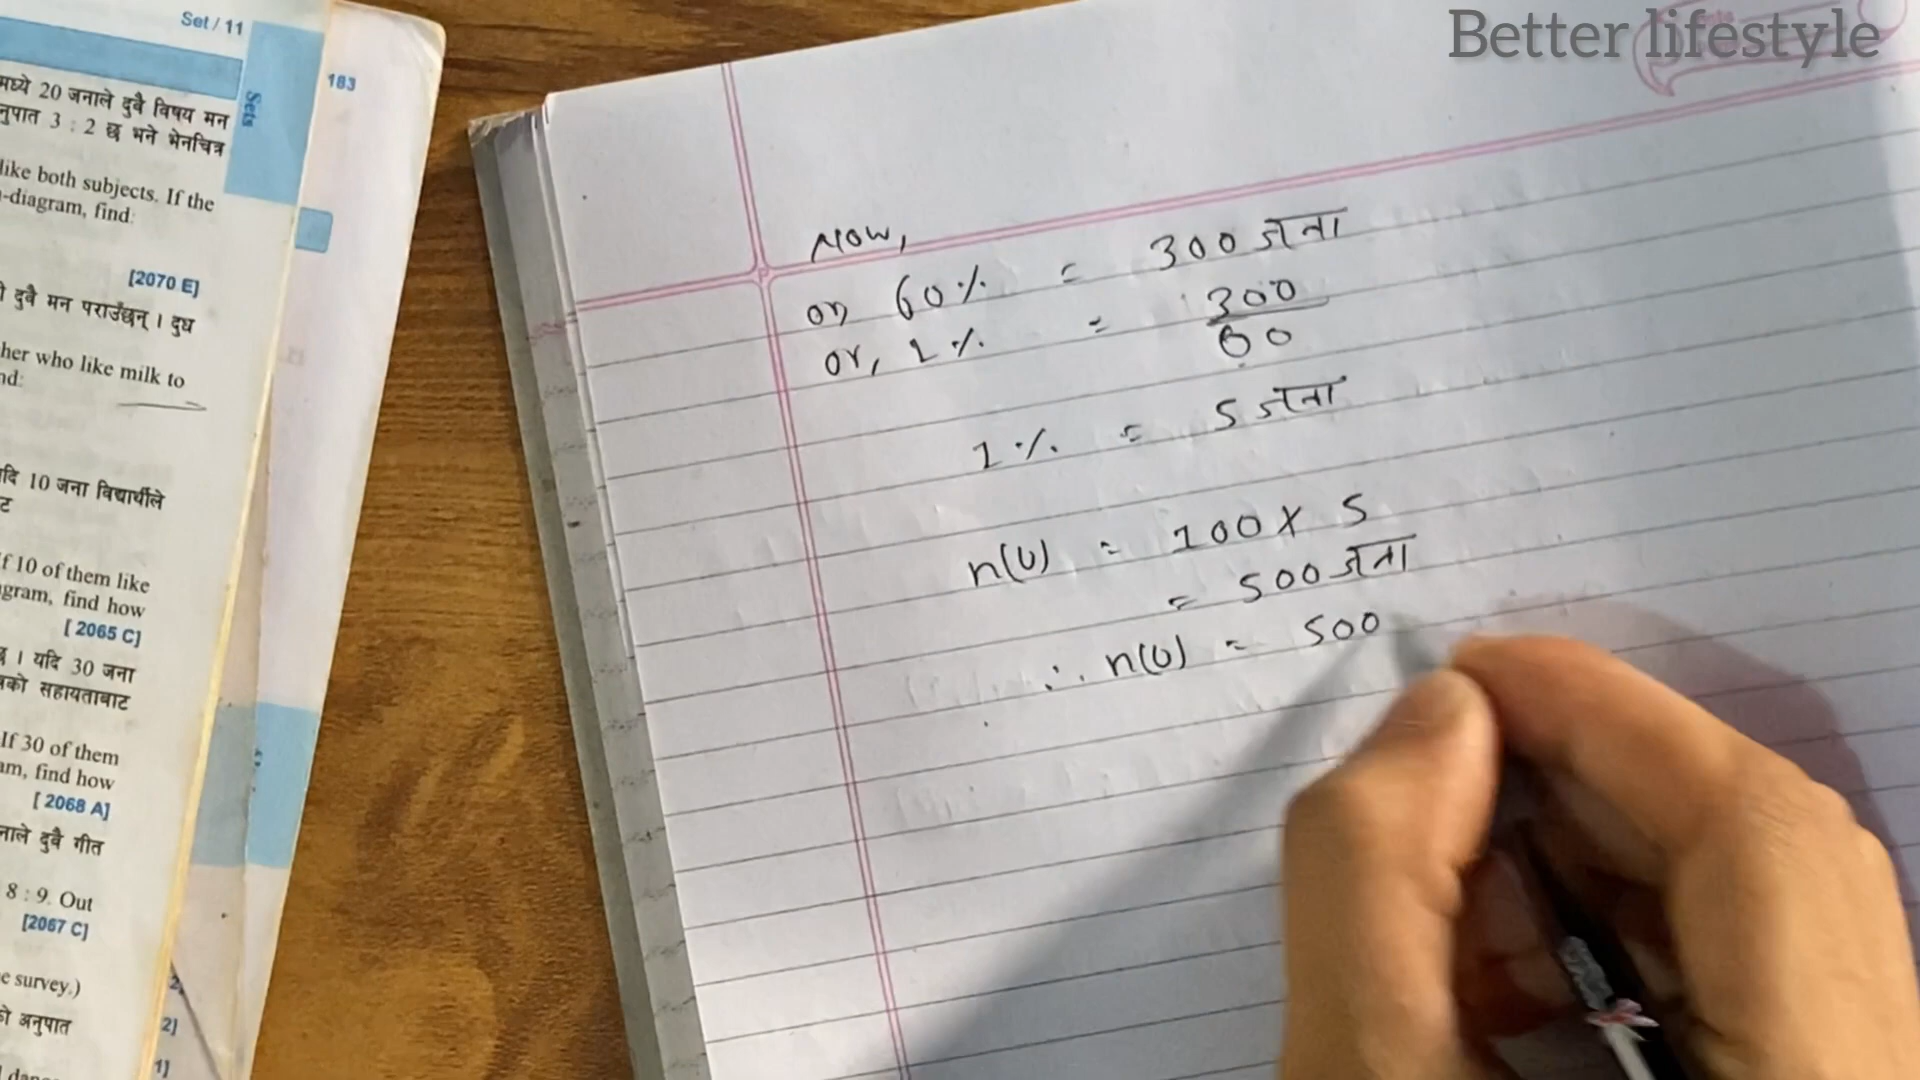 Better lifestyle
Set / 11
Sets
183
मध्ये 20 जनाले दुवै विषय मन
नुपात 3 : 2 छ भने भेनचित्र
like both subjects. If the
-diagram, find:
[2070 E]
दुवै मन पराउँछन् । दुध
her who like milk to
nd:
यदि 10 जना विद्यार्थीले
ट
f 10 of them like
gram, find how
[ 2065 C]
छ । यदि 30 जना
को सहायताबाट
If 30 of them
am, find how
[ 2068 A]
नाले दुवै गीत
8 : 9. Out
[2067 C]
e survey.)
को अनुपात
2]
1]
Now,
or 60% = 300 जना
or, 1% = 300
60
1% = 5 जना
n(U) = 100 X 5
= 500 जना
∴ n(U) = 500